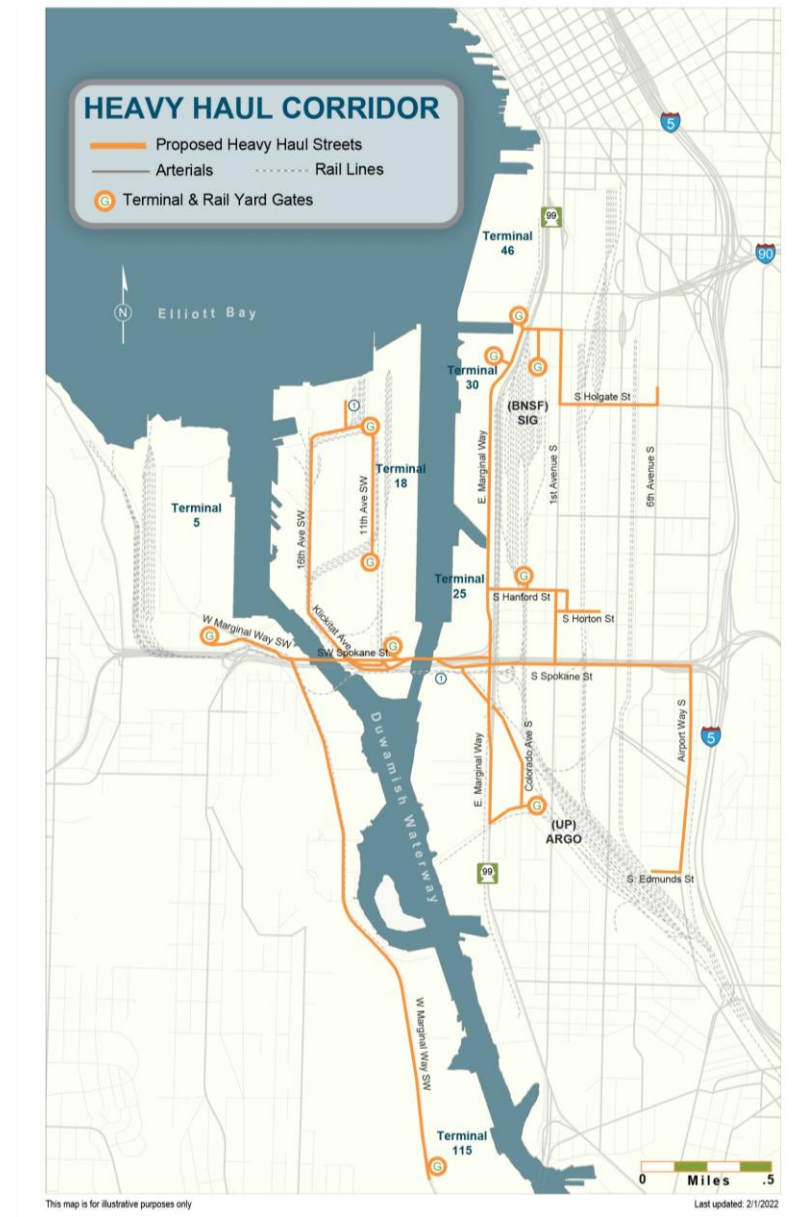 HEAVY HAUL CORRIDOR
Proposed Heavy Haul Streets
Arterials
Rail Lines
G
Terminal & Rail Yard Gates
5
99
90
Terminal
46
N
Elliott Bay
G
G
G
Terminal
30
(BNSF)
SIG
S Holgate St
1
G
Terminal
18
Terminal
5
16th Ave SW
11th Ave SW
E. Marginal Way
1st Avenue S
6th Avenue S
G
G
Terminal
25
S Hanford St
S Horton St
W Marginal Way SW
G
Klickitat Ave
G
SW Spokane St.
S Spokane St
1
Duwamish Waterway
E. Marginal Way
Colorado Ave S
Airport Way S
5
G
(UP)
ARGO
99
S. Edmunds St
W Marginal Way SW
Terminal
115
G
0 Miles .5
This map is for illustrative purposes only
Last updated: 2/1/2022